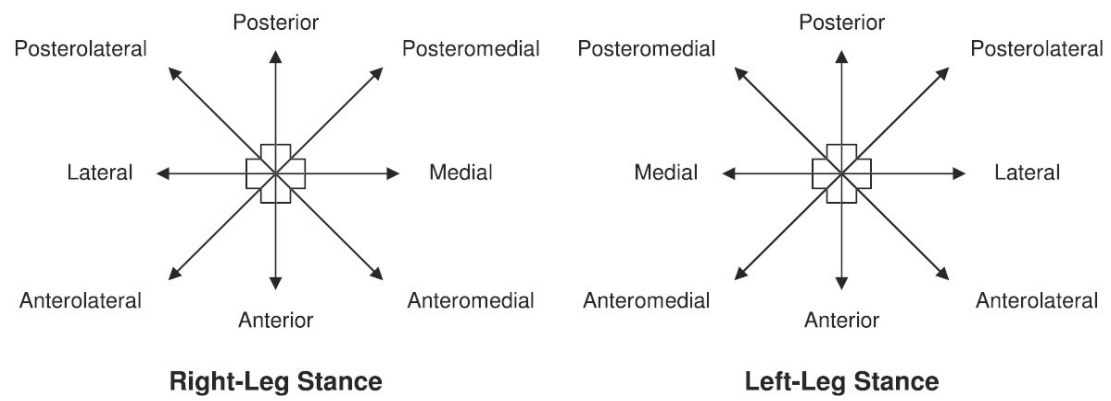 Posterior
Posterolateral
Posteromedial
Lateral
Medial
Anterolateral
Anteromedial
Anterior
Right-Leg Stance
Posterior
Posteromedial
Posterolateral
Medial
Lateral
Anteromedial
Anterolateral
Anterior
Left-Leg Stance